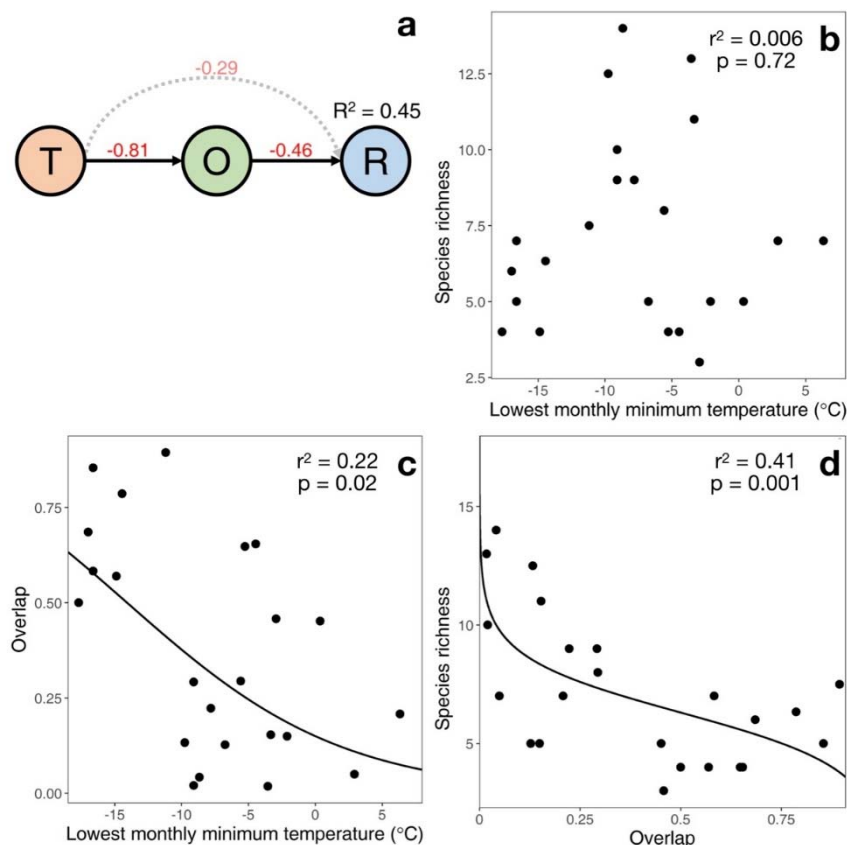 a
-0.29
R² = 0.45
T
-0.81
O
-0.46
R
b
r² = 0.006
p = 0.72
Species richness
12.5
10.0
7.5
5.0
2.5
-15
-10
-5
0
5
Lowest monthly minimum temperature (°C)
c
r² = 0.22
p = 0.02
Overlap
0.75
0.50
0.25
0.00
-15
-10
-5
0
5
Lowest monthly minimum temperature (°C)
d
r² = 0.41
p = 0.001
Species richness
15
10
5
0
0.25
0.5
0.75
Overlap